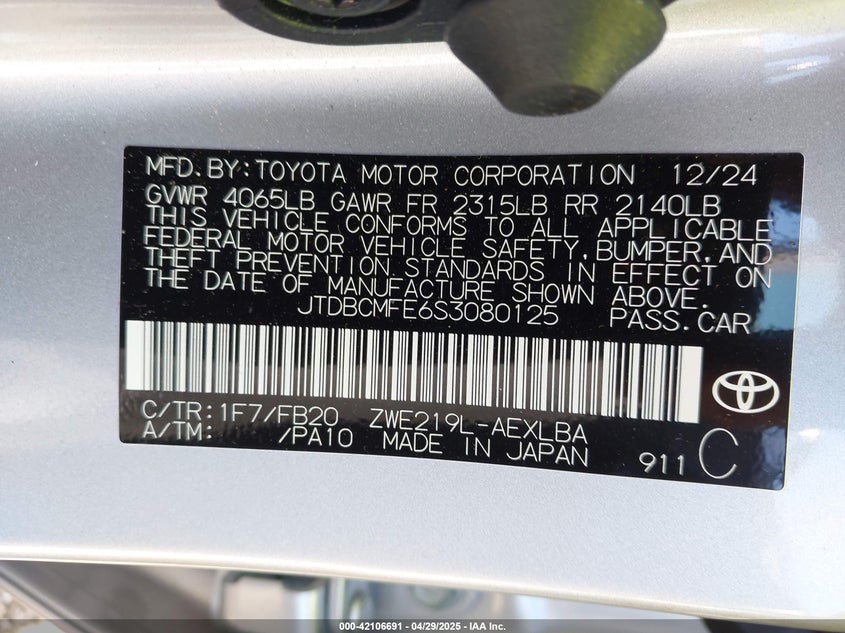 MFD. BY: TOYOTA MOTOR CORPORATION 12/24
GVWR 4065LB GAWR FR 2315LB RR 2140LB
THIS VEHICLE CONFORMS TO ALL APPLICABLE
FEDERAL MOTOR VEHICLE SAFETY, BUMPER, AND
THEFT PREVENTION STANDARDS IN EFFECT ON
THE DATE OF MANUFACTURE SHOWN ABOVE.
JTDBCMFE6S3080125 PASS. CAR
C/TR: 1F7/FB20 ZWE219L-AEXLBA
A/TM: /PA10 MADE IN JAPAN
911 C
000-42106691 - 04/29/2025 - IAA Inc.